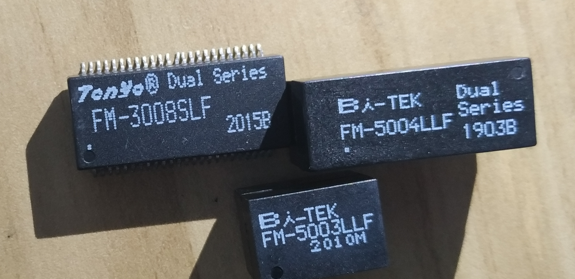 Tonyo® Dual Series
FM-3008SLF
2015B
Bi-TEK Dual Series
FM-5004LLF 1903B
Bi-TEK
FM-5003LLF
2010M